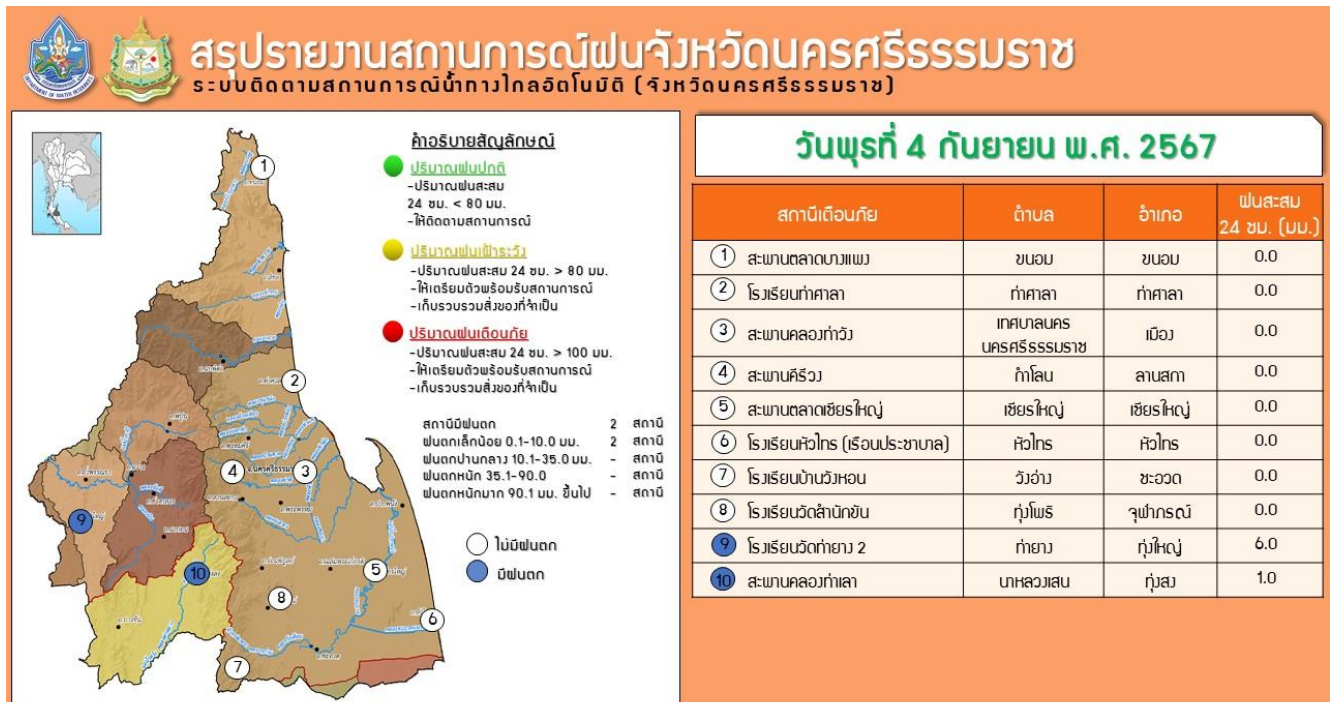 สรุปรายงานสถานการณ์ฝนจังหวัดนครศรีธรรมราช
ระบบติดตามสถานการณ์น้ำทางไกลอัตโนมัติ (จังหวัดนครศรีธรรมราช)
คำอธิบายสัญลักษณ์
ปริมาณฝนปกติ
-ปริมาณฝนสะสม
24 ชม. < 80 มม.
-ให้ติดตามสถานการณ์
ปริมาณฝนเฝ้าระวัง
-ปริมาณฝนสะสม 24 ชม. > 80 มม.
-ให้เตรียมตัวพร้อมรับสถานการณ์
-เก็บรวบรวมสิ่งของที่จำเป็น
ปริมาณฝนเตือนภัย
-ปริมาณฝนสะสม 24 ชม. > 100 มม.
-ให้เตรียมตัวพร้อมรับสถานการณ์
-เก็บรวบรวมสิ่งของที่จำเป็น
สถานีมีฝนตก 2 สถานี
ฝนตกเล็กน้อย 0.1-10.0 มม. 2 สถานี
ฝนตกปานกลาง 10.1-35.0 มม. - สถานี
ฝนตกหนัก 35.1-90.0 - สถานี
ฝนตกหนักมาก 90.1 มม. ขึ้นไป - สถานี
ไม่มีฝนตก
มีฝนตก
1
2
4
3
9
10
5
8
6
7
วันพุธที่ 4 กันยายน พ.ศ. 2567
สถานีเตือนภัย ตำบล อำเภอ ฝนสะสม
24 ชม. (มม.)
1 สะพานตลาดบางแพง ขนอม ขนอม 0.0
2 โรงเรียนท่าศาลา ท่าศาลา ท่าศาลา 0.0
3 สะพานคลองท่าวัง เทศบาลนคร
นครศรีธรรมราช เมือง 0.0
4 สะพานคีรีวง กำโลน ลานสกา 0.0
5 สะพานตลาดเชียรใหญ่ เชียรใหญ่ เชียรใหญ่ 0.0
6 โรงเรียนหัวไทร (เรือนประชาบาล) หัวไทร หัวไทร 0.0
7 โรงเรียนบ้านวังหอน วังอ่าง ชะอวด 0.0
8 โรงเรียนวัดสำนักขัน ทุ่งโพธิ จุฬาภรณ์ 0.0
9 โรงเรียนวัดท่ายาง 2 ท่ายาง ทุ่งใหญ่ 6.0
10 สะพานคลองท่าเลา นาหลวงเสน ทุ่งสง 1.0